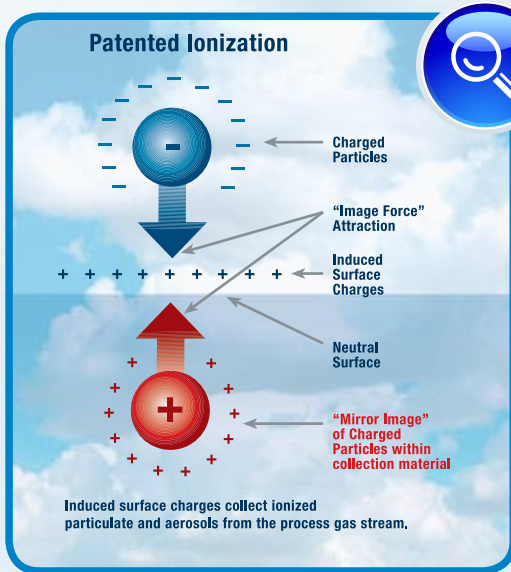 Patented Ionization
-
Charged
Particles
“Image Force”
Attraction
+ + + + + + + + +
Induced
Surface
Charges
Neutral
Surface
+
“Mirror Image”
of Charged
Particles within
collection material
Induced surface charges collect ionized
particulate and aerosols from the process gas stream.